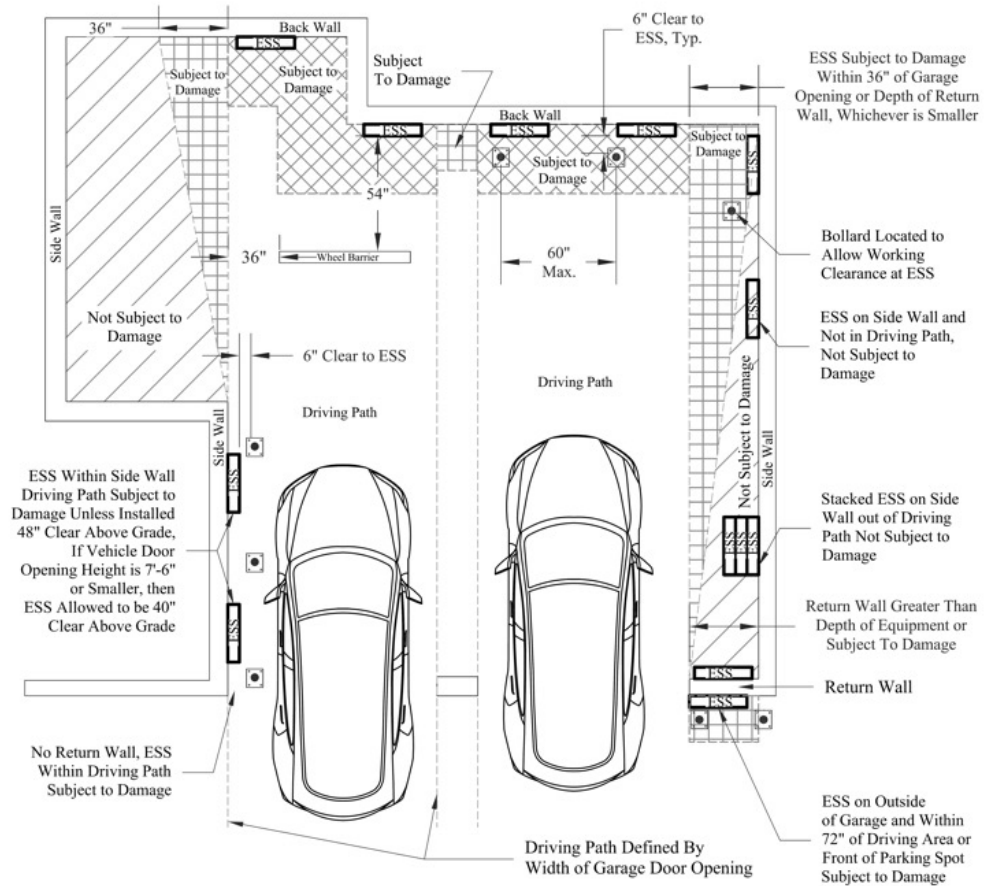 36"
Back Wall
ESS
Subject to
Damage
Subject to
Damage
Subject
To Damage
6" Clear to
ESS, Typ.
ESS Subject to Damage
Within 36" of Garage
Opening or Depth of Return
Wall, Whichever is Smaller
Back Wall
ESS
ESS
ESS
Subject to
Damage
Subject to
Damage
ESS
54"
Side Wall
36"
Wheel Barrier
60"
Max.
Bollard Located to
Allow Working
Clearance at ESS
ESS
ESS on Side Wall and
Not in Driving Path,
Not Subject to
Damage
Not Subject to
Damage
6" Clear to ESS
Driving Path
Driving Path
Not Subject to Damage
Side Wall
Side Wall
ESS Within Side Wall
Driving Path Subject to
Damage Unless Installed
48" Clear Above Grade,
If Vehicle Door
Opening Height is 7'-6"
or Smaller, then
ESS Allowed to be 40"
Clear Above Grade
ESS
ESS
ESS
ESS
ESS
Stacked ESS on Side
Wall out of Driving
Path Not Subject to
Damage
Return Wall Greater Than
Depth of Equipment or
Subject To Damage
ESS
Return Wall
ESS
No Return Wall, ESS
Within Driving Path
Subject to Damage
Driving Path Defined By
Width of Garage Door Opening
ESS on Outside
of Garage and Within
72" of Driving Area or
Front of Parking Spot
Subject to Damage